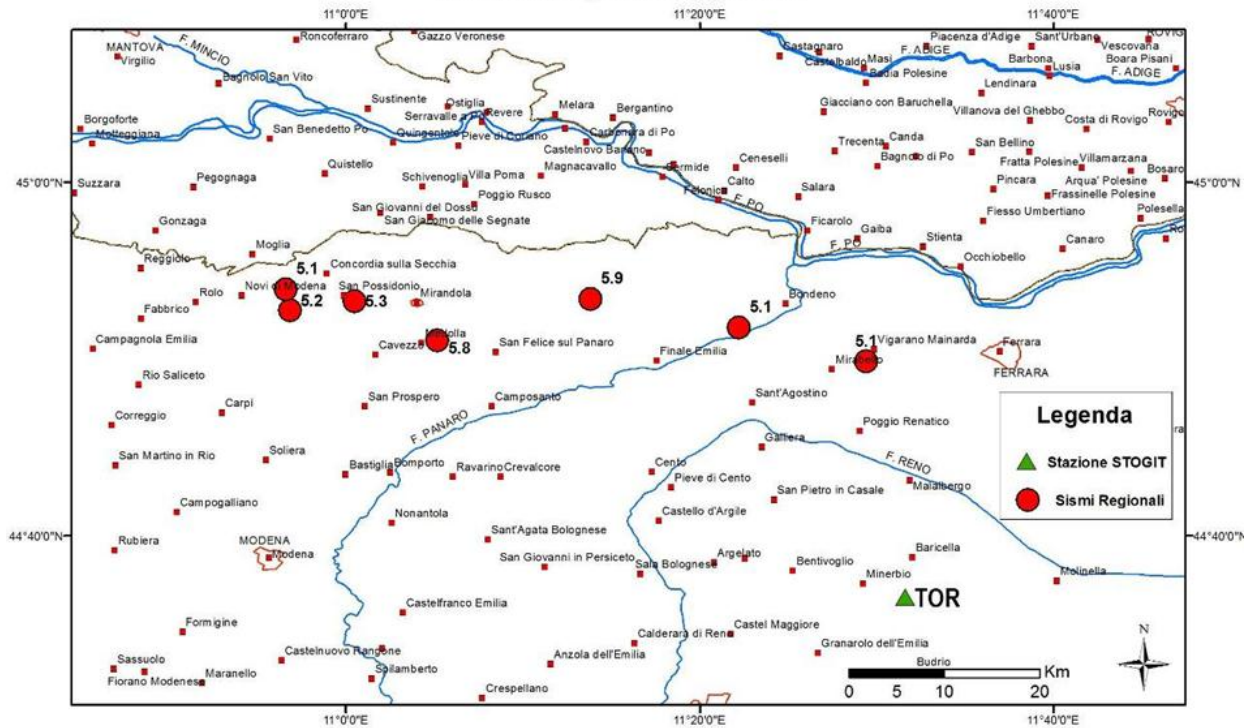 11°0'0"E
11°20'0"E
11°40'0"E
Roncoferraro
Gazzo Veronese
MANTOVA
Virgilio
F. MINCIO
Bagnolo San Vito
Castagnaro
Castelbaldo
Masi
Badia Polesine
Piacenza d'Adige
Sant'Urbano
Vescovana
F. ADIGE
Barbona
Lusia
Boara Pisani
F. ADIGE
Lendinara
Borgoforte
Motteggiana
Sustinente
Ostiglia
Revere
Melara
Bergantino
Giacciano con Baruchella
Villanova del Ghebbo
Costa di Rovigo
Rovigo
San Benedetto Po
Quingentole
Pieve di Coriano
Carbonara di Po
Castelnovo Bariano
Trecenta
Canda
Bagnolo di Po
San Bellino
Fratta Polesine
Villamarzana
Quistello
Magnacavallo
Sermide
Ceneselli
Arqua' Polesine
Bosaro
45°0'0"N
45°0'0"N
Suzzara
Pegognaga
Schivenoglia
Villa Poma
Poggio Rusco
Felonica
Calto
Salara
Pincara
Frassinelle Polesine
Polesella
San Giovanni del Dosso
San Giacomo delle Segnate
F. PO
Ficarolo
Fiesso Umbertiano
Gonzaga
Moglia
F. PO
Gaiba
Stienta
Canaro
Occhiobello
Reggiolo
5.1
Concordia sulla Secchia
5.9
Rolo
Novi di Modena
San Possidonio
5.3
Mirandola
5.2
5.1
Bondeno
Fabbrico
Campagnola Emilia
Cavezzo
Medolla
5.8
San Felice sul Panaro
Finale Emilia
5.1
Vigarano Mainarda
Mirabello
Ferrara
FERRARA
Rio Saliceto
Correggio
Carpi
San Prospero
Camposanto
Sant'Agostino
Poggio Renatico
F. PANARO
Galliera
F. RENO
San Martino in Rio
Soliera
Bastiglia
Bomporto
Ravarino
Crevalcore
Cento
Pieve di Cento
Malalbergo
Campogalliano
Nonantola
San Pietro in Casale
Castello d'Argile
44°40'0"N
44°40'0"N
Rubiera
MODENA
Modena
Sant'Agata Bolognese
San Giovanni in Persiceto
Sala Bolognese
Argelato
Bentivoglio
Baricella
Minerbio
Molinella
TOR
Castelfranco Emilia
Formigine
Calderara di Reno
Castel Maggiore
Granarolo dell'Emilia
Sassuolo
Fiorano Modenese
Maranello
Castelnuovo Rangone
Spilamberto
Anzola dell'Emilia
Crespellano
Budrio
Legenda
Stazione STOGIT
Sismi Regionali
N
Km
0 5 10 20
11°0'0"E
11°20'0"E
11°40'0"E